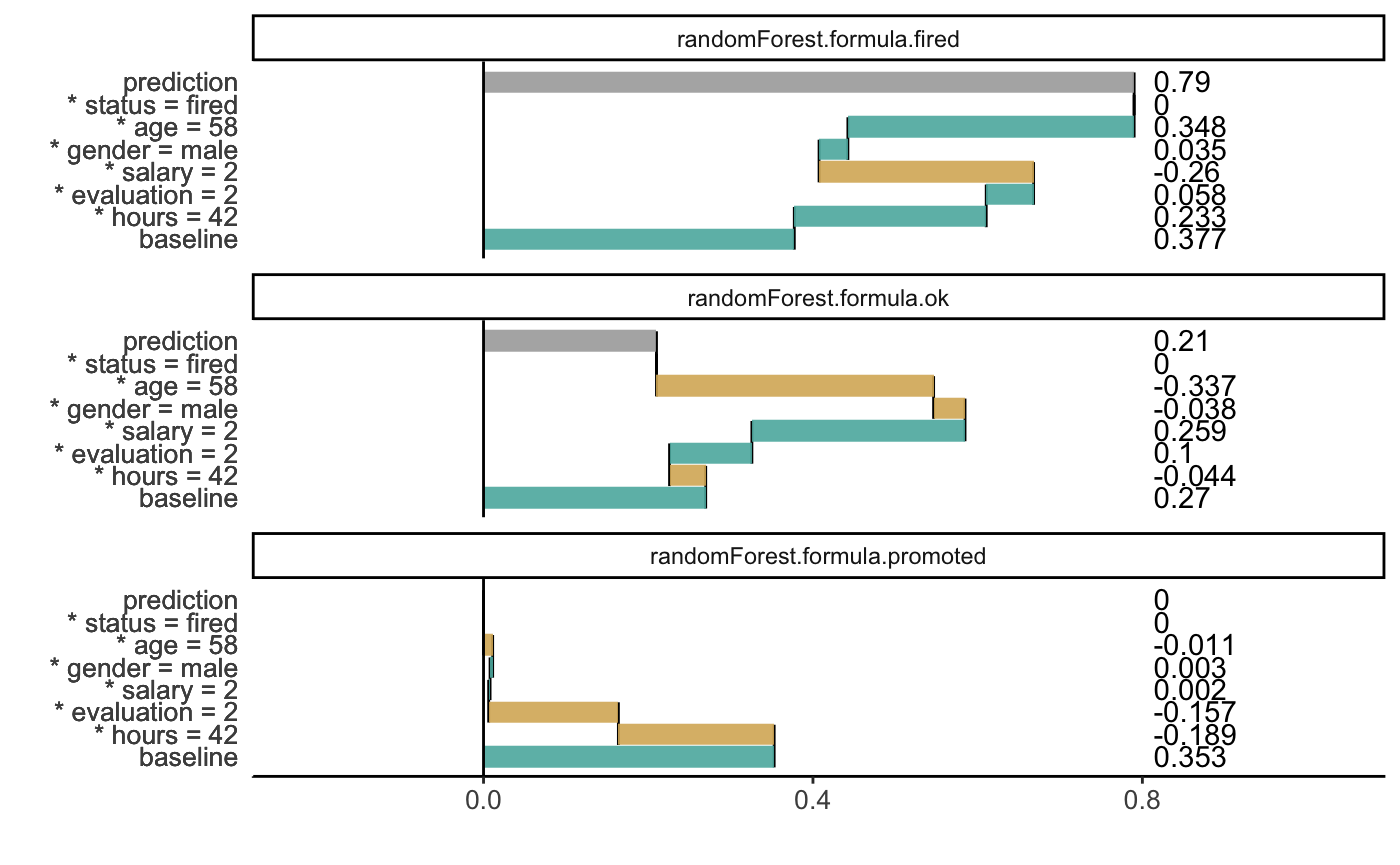 randomForest.formula.fired
prediction 0.79
* status = fired 0
* age = 58 0.348
* gender = male 0.035
* salary = 2 -0.26
* evaluation = 2 0.058
* hours = 42 0.233
baseline 0.377
randomForest.formula.ok
prediction 0.21
* status = fired 0
* age = 58 -0.337
* gender = male -0.038
* salary = 2 0.259
* evaluation = 2 0.1
* hours = 42 -0.044
baseline 0.27
randomForest.formula.promoted
prediction 0
* status = fired 0
* age = 58 -0.011
* gender = male 0.003
* salary = 2 0.002
* evaluation = 2 -0.157
* hours = 42 -0.189
baseline 0.353
0.0 0.4 0.8